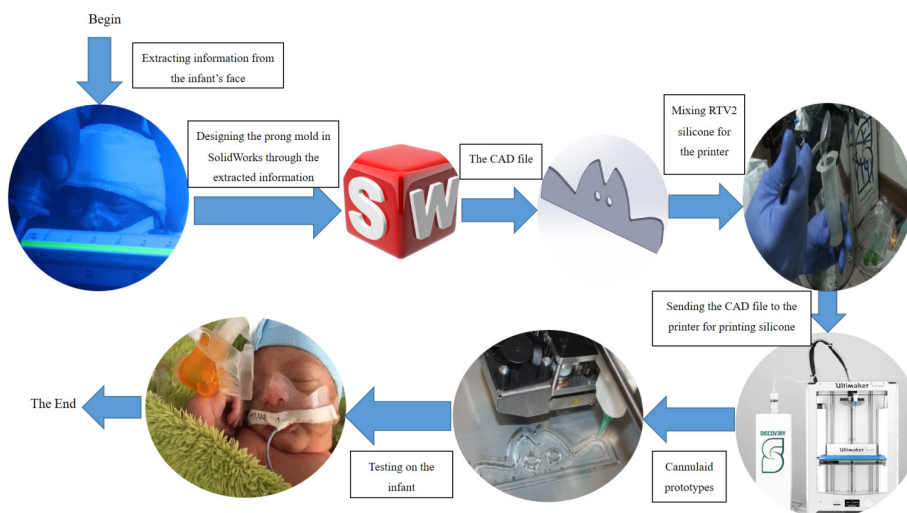 Begin
Extracting information from
the infant's face
Designing the prong mold in
SolidWorks through the
extracted information
SW
The CAD file
Mixing RTV2
silicone for
the printer
Sending the CAD file to the
printer for printing silicone
Ultimaker
DISCOV3RY
S
Ultimaker
Cannulaid
prototypes
Testing on the
infant
The End